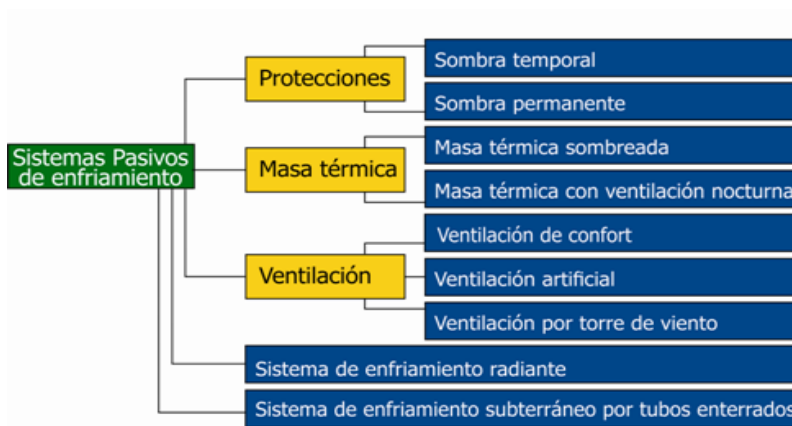 Sistemas Pasivos
de enfriamiento
Protecciones
Sombra temporal
Sombra permanente
Masa térmica
Masa térmica sombreada
Masa térmica con ventilación nocturna
Ventilación
Ventilación de confort
Ventilación artificial
Ventilación por torre de viento
Sistema de enfriamiento radiante
Sistema de enfriamiento subterráneo por tubos enterrados